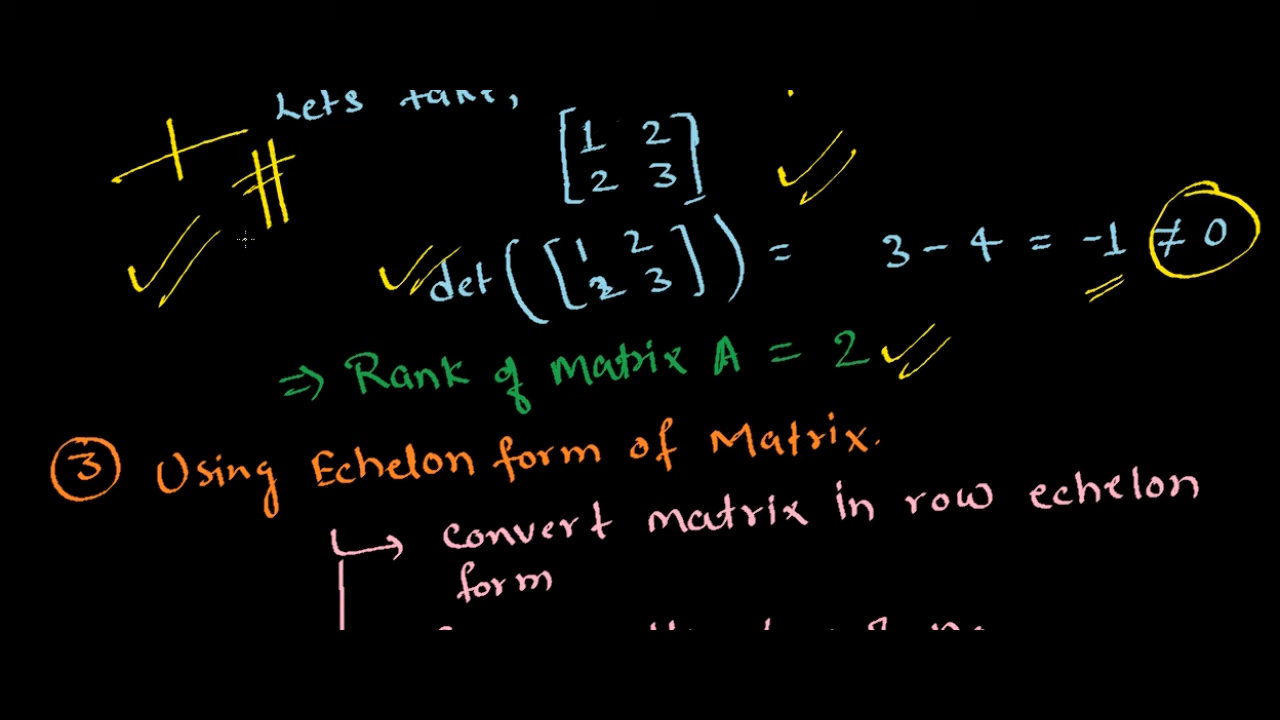 Lets take,
[1 2
2 3]
det([1 2
2 3]) = 3 - 4 = -1 ≠ 0
⇒ Rank of Matrix A = 2
③ Using Echelon form of Matrix.
↳ convert matrix in row echelon
form